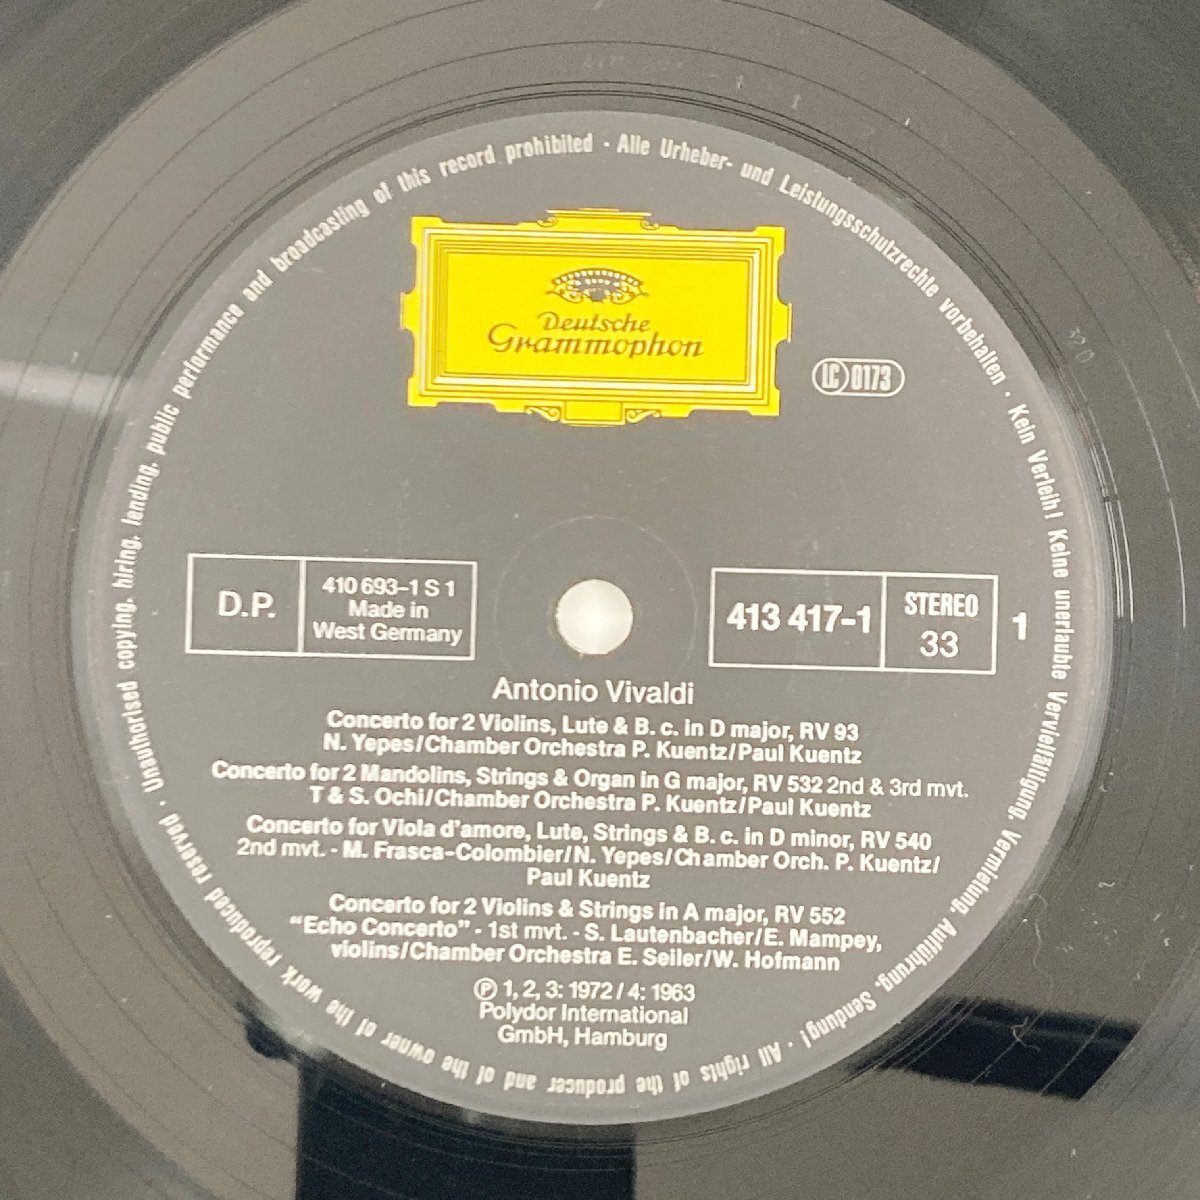 Unauthorised copying, hiring, lending, public performance and broadcasting of this record prohibited · Alle Urheber- und Leistungsschutzrechte vorbehalten · Kein Verleih! Keine unerlaubte Vervielfältigung, Vermietung, Aufführung, Sendung! · All rights of the producer and of the owner of the work reproduced reserved ·
Deutsche
Grammophon
LC 0173
D.P.
410 693-1 S 1
Made in
West Germany
413 417-1
STEREO
33
1
Antonio Vivaldi
Concerto for 2 Violins, Lute & B. c. in D major, RV 93
N. Yepes/Chamber Orchestra P. Kuentz/Paul Kuentz
Concerto for 2 Mandolins, Strings & Organ in G major, RV 532 2nd & 3rd mvt.
T & S. Ochi/Chamber Orchestra P. Kuentz/Paul Kuentz
Concerto for Viola d'amore, Lute, Strings & B. c. in D minor, RV 540
2nd mvt. - M. Frasca-Colombier/N. Yepes/Chamber Orch. P. Kuentz/
Paul Kuentz
Concerto for 2 Violins & Strings in A major, RV 552
“Echo Concerto” - 1st mvt. - S. Lautenbacher/E. Mampey,
violins/Chamber Orchestra E. Seiler/W. Hofmann
℗ 1, 2, 3: 1972 / 4: 1963
Polydor International
GmbH, Hamburg